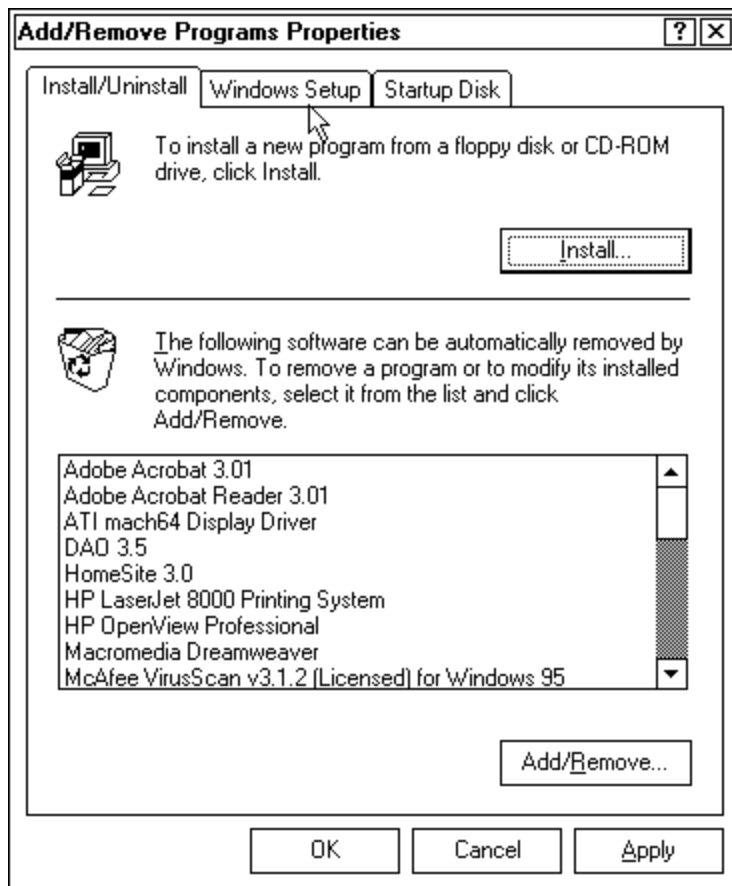 Add/Remove Programs Properties
Install/Uninstall
Windows Setup
Startup Disk
To install a new program from a floppy disk or CD-ROM
drive, click Install.
Install...
The following software can be automatically removed by
Windows. To remove a program or to modify its installed
components, select it from the list and click
Add/Remove.
Adobe Acrobat 3.01
Adobe Acrobat Reader 3.01
ATI mach64 Display Driver
DAO 3.5
HomeSite 3.0
HP LaserJet 8000 Printing System
HP OpenView Professional
Macromedia Dreamweaver
McAfee VirusScan v3.1.2 (Licensed) for Windows 95
Add/Remove...
OK
Cancel
Apply